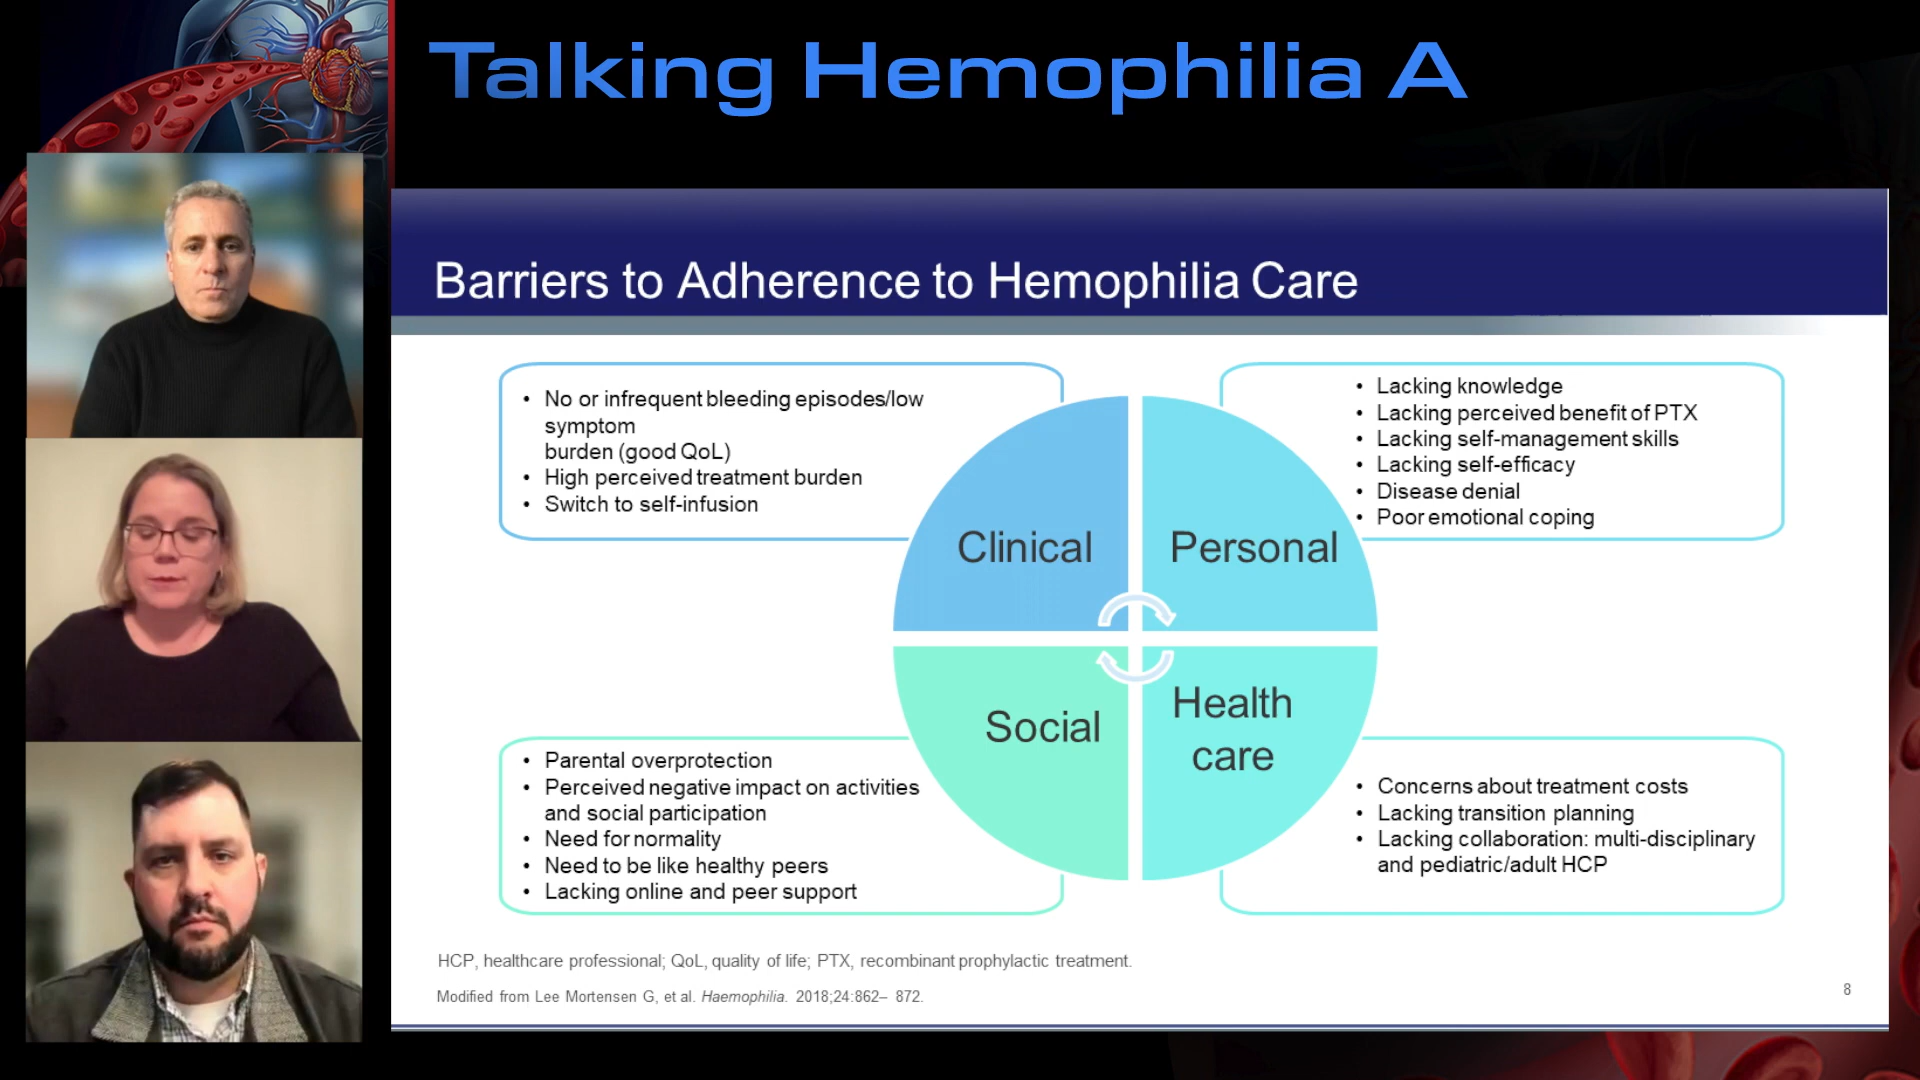 Talking Hemophilia A
Barriers to Adherence to Hemophilia Care
• No or infrequent bleeding episodes/low
symptom
burden (good QoL)
• High perceived treatment burden
• Switch to self-infusion
• Lacking knowledge
• Lacking perceived benefit of PTX
• Lacking self-management skills
• Lacking self-efficacy
• Disease denial
• Poor emotional coping
Clinical
Personal
Social
Health
care
• Parental overprotection
• Perceived negative impact on activities
and social participation
• Need for normality
• Need to be like healthy peers
• Lacking online and peer support
• Concerns about treatment costs
• Lacking transition planning
• Lacking collaboration: multi-disciplinary
and pediatric/adult HCP
HCP, healthcare professional; QoL, quality of life; PTX, recombinant prophylactic treatment.
Modified from Lee Mortensen G, et al. Haemophilia. 2018;24:862– 872.
8